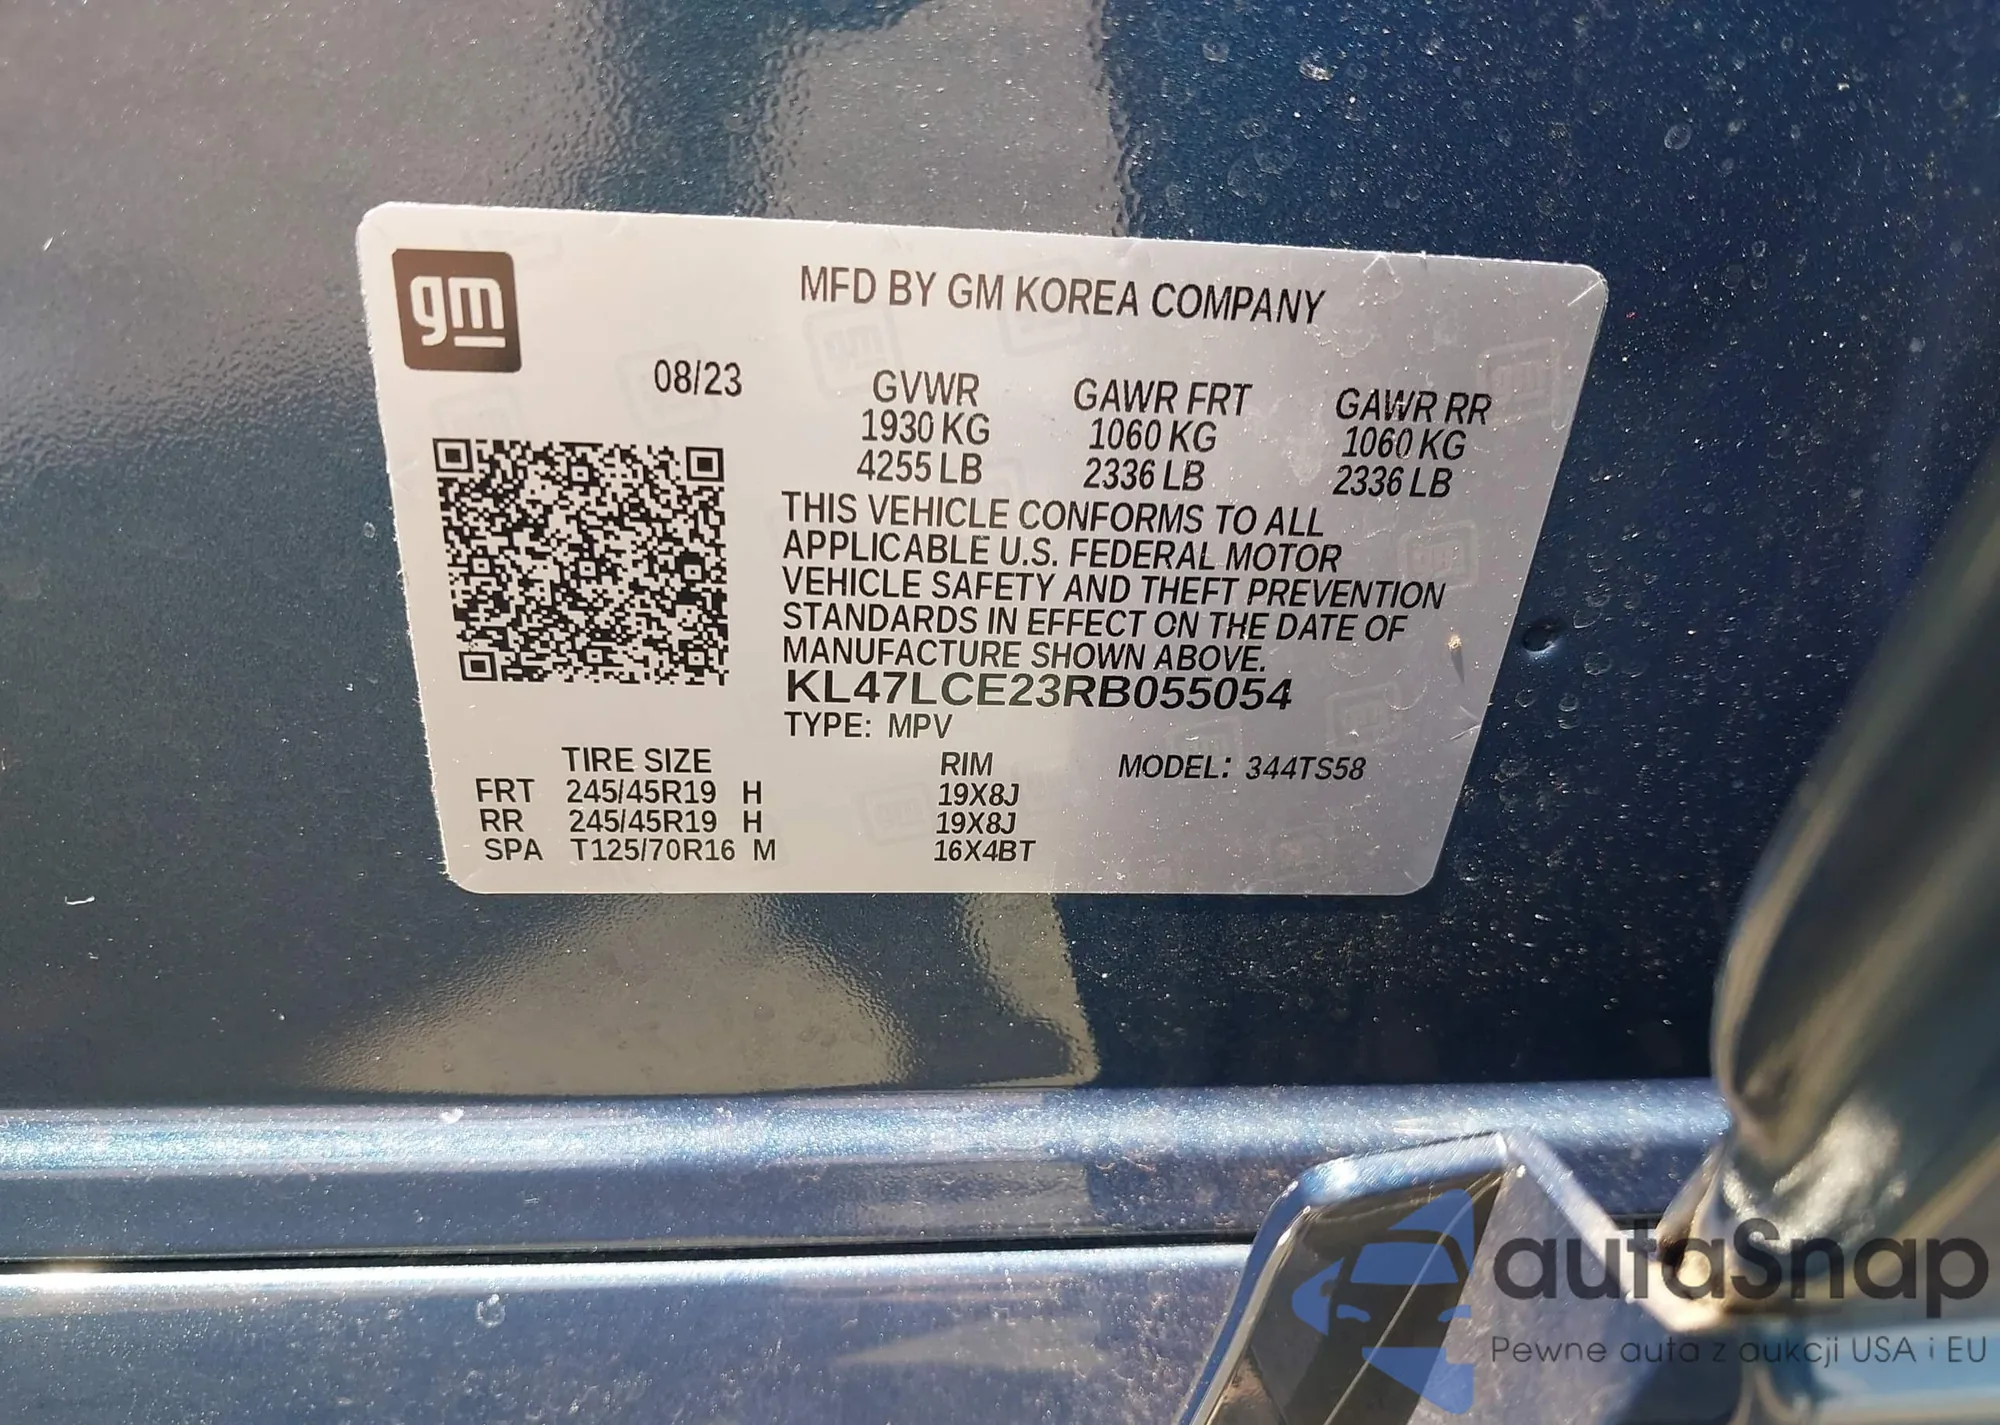 gm
MFD BY GM KOREA COMPANY
08/23
GVWR GAWR FRT GAWR RR
1930 KG 1060 KG 1060 KG
4255 LB 2336 LB 2336 LB
THIS VEHICLE CONFORMS TO ALL
APPLICABLE U.S. FEDERAL MOTOR
VEHICLE SAFETY AND THEFT PREVENTION
STANDARDS IN EFFECT ON THE DATE OF
MANUFACTURE SHOWN ABOVE.
KL47LCE23RB055054
TYPE: MPV
TIRE SIZE RIM MODEL: 344TS58
FRT 245/45R19 H 19X8J
RR 245/45R19 H 19X8J
SPA T125/70R16 M 16X4BT
autaSnap
Pewne auta z aukcji USA i EU